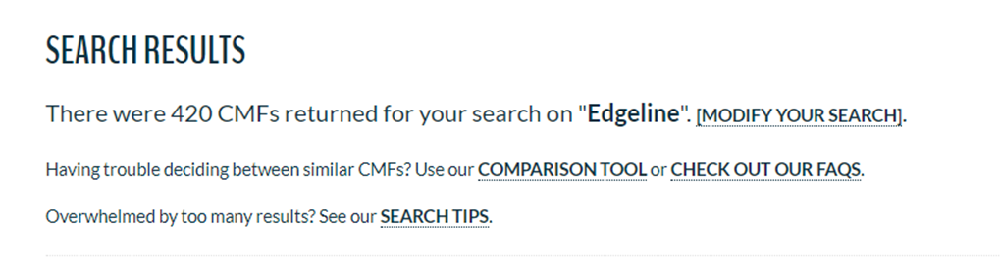 SEARCH RESULTS
There were 420 CMFs returned for your search on "Edgeline". [MODIFY YOUR SEARCH].
Having trouble deciding between similar CMFs? Use our COMPARISON TOOL or CHECK OUT OUR FAQS.
Overwhelmed by too many results? See our SEARCH TIPS.